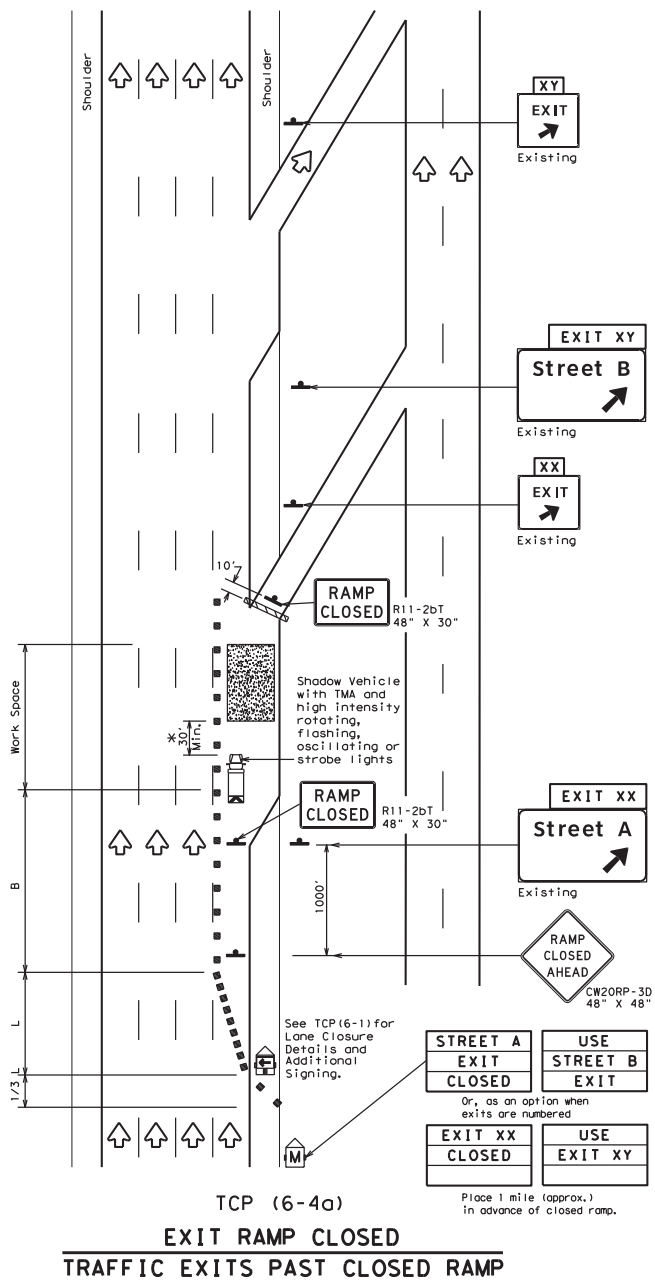 Shoulder
Shoulder
XY
EXIT
Existing
EXIT XY
Street B
Existing
XX
EXIT
Existing
10'
RAMP
CLOSED
R11-2bT
48" X 30"
Work Space
*
30'
Min.
Shadow Vehicle
with TMA and
high intensity
rotating,
flashing,
oscillating or
strobe lights
RAMP
CLOSED
R11-2bT
48" X 30"
EXIT XX
Street A
Existing
B
1000'
RAMP
CLOSED
AHEAD
CW20RP-3D
48" X 48"
L
See TCP(6-1)for
Lane Closure
Details and
Additional
Signing.
1/3 L
STREET A
EXIT
CLOSED
USE
STREET B
EXIT
Or, as an option when
exits are numbered
EXIT XX
CLOSED
USE
EXIT XY
M
Place 1 mile (approx.)
in advance of closed ramp.
TCP (6-4a)
EXIT RAMP CLOSED
TRAFFIC EXITS PAST CLOSED RAMP